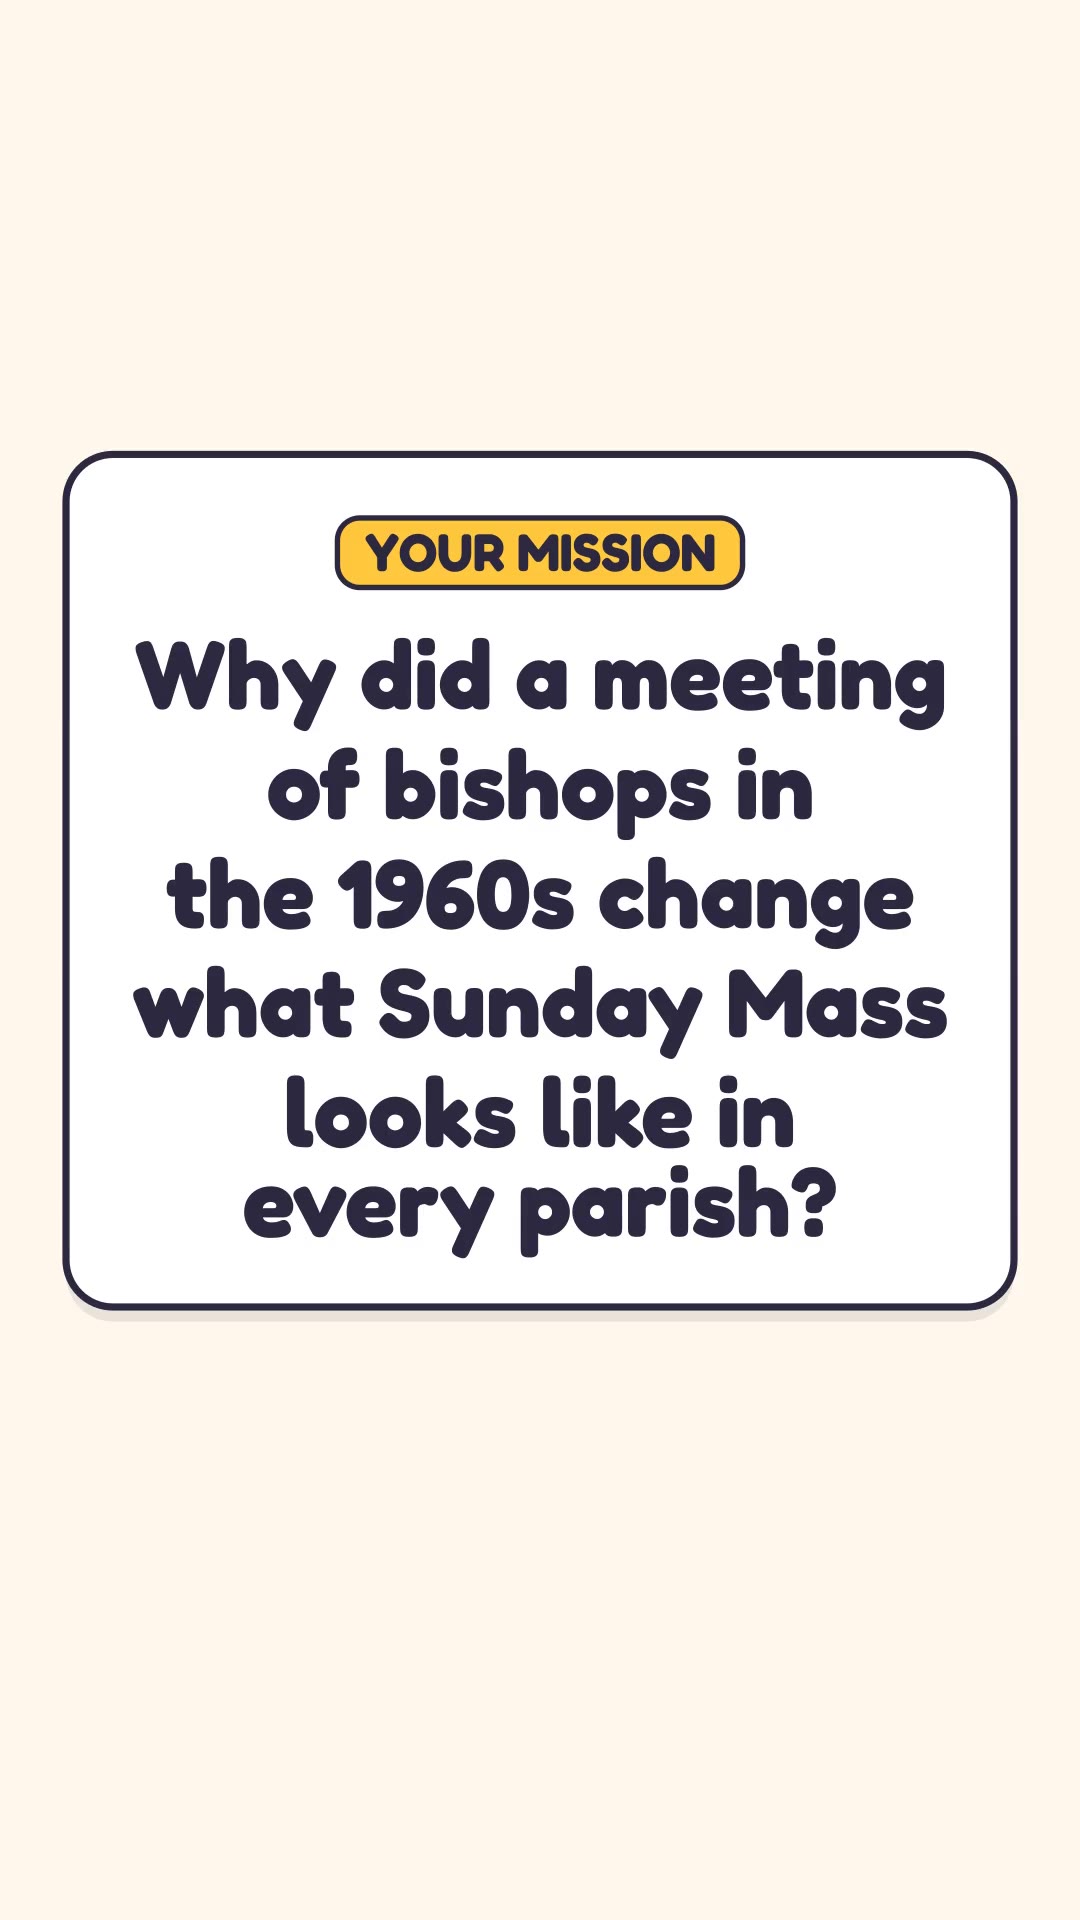 YOUR MISSION
Why did a meeting
of bishops in
the 1960s change
what Sunday Mass
looks like in
every parish?